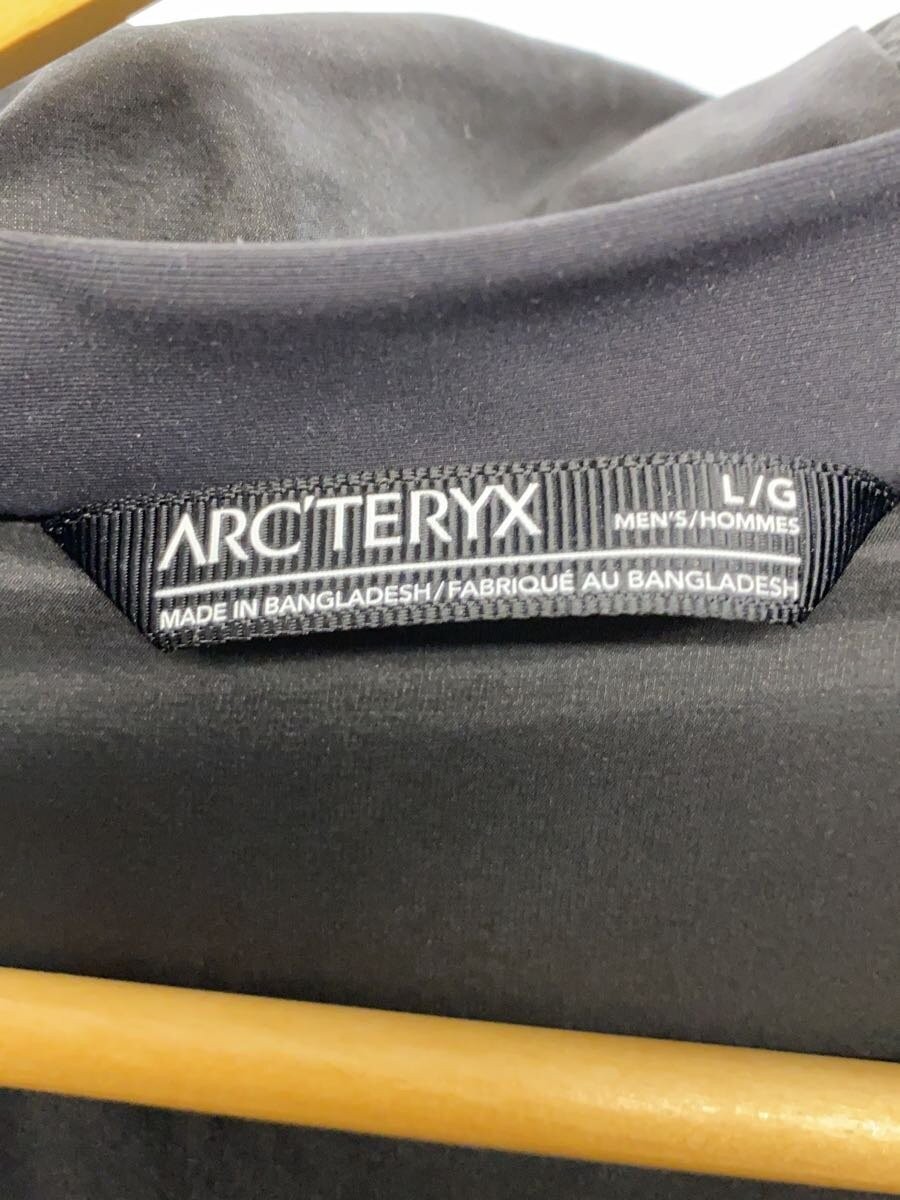 ARC'TERYX
L/G
MEN'S/HOMMES
MADE IN BANGLADESH/FABRIQUÉ AU BANGLADESH